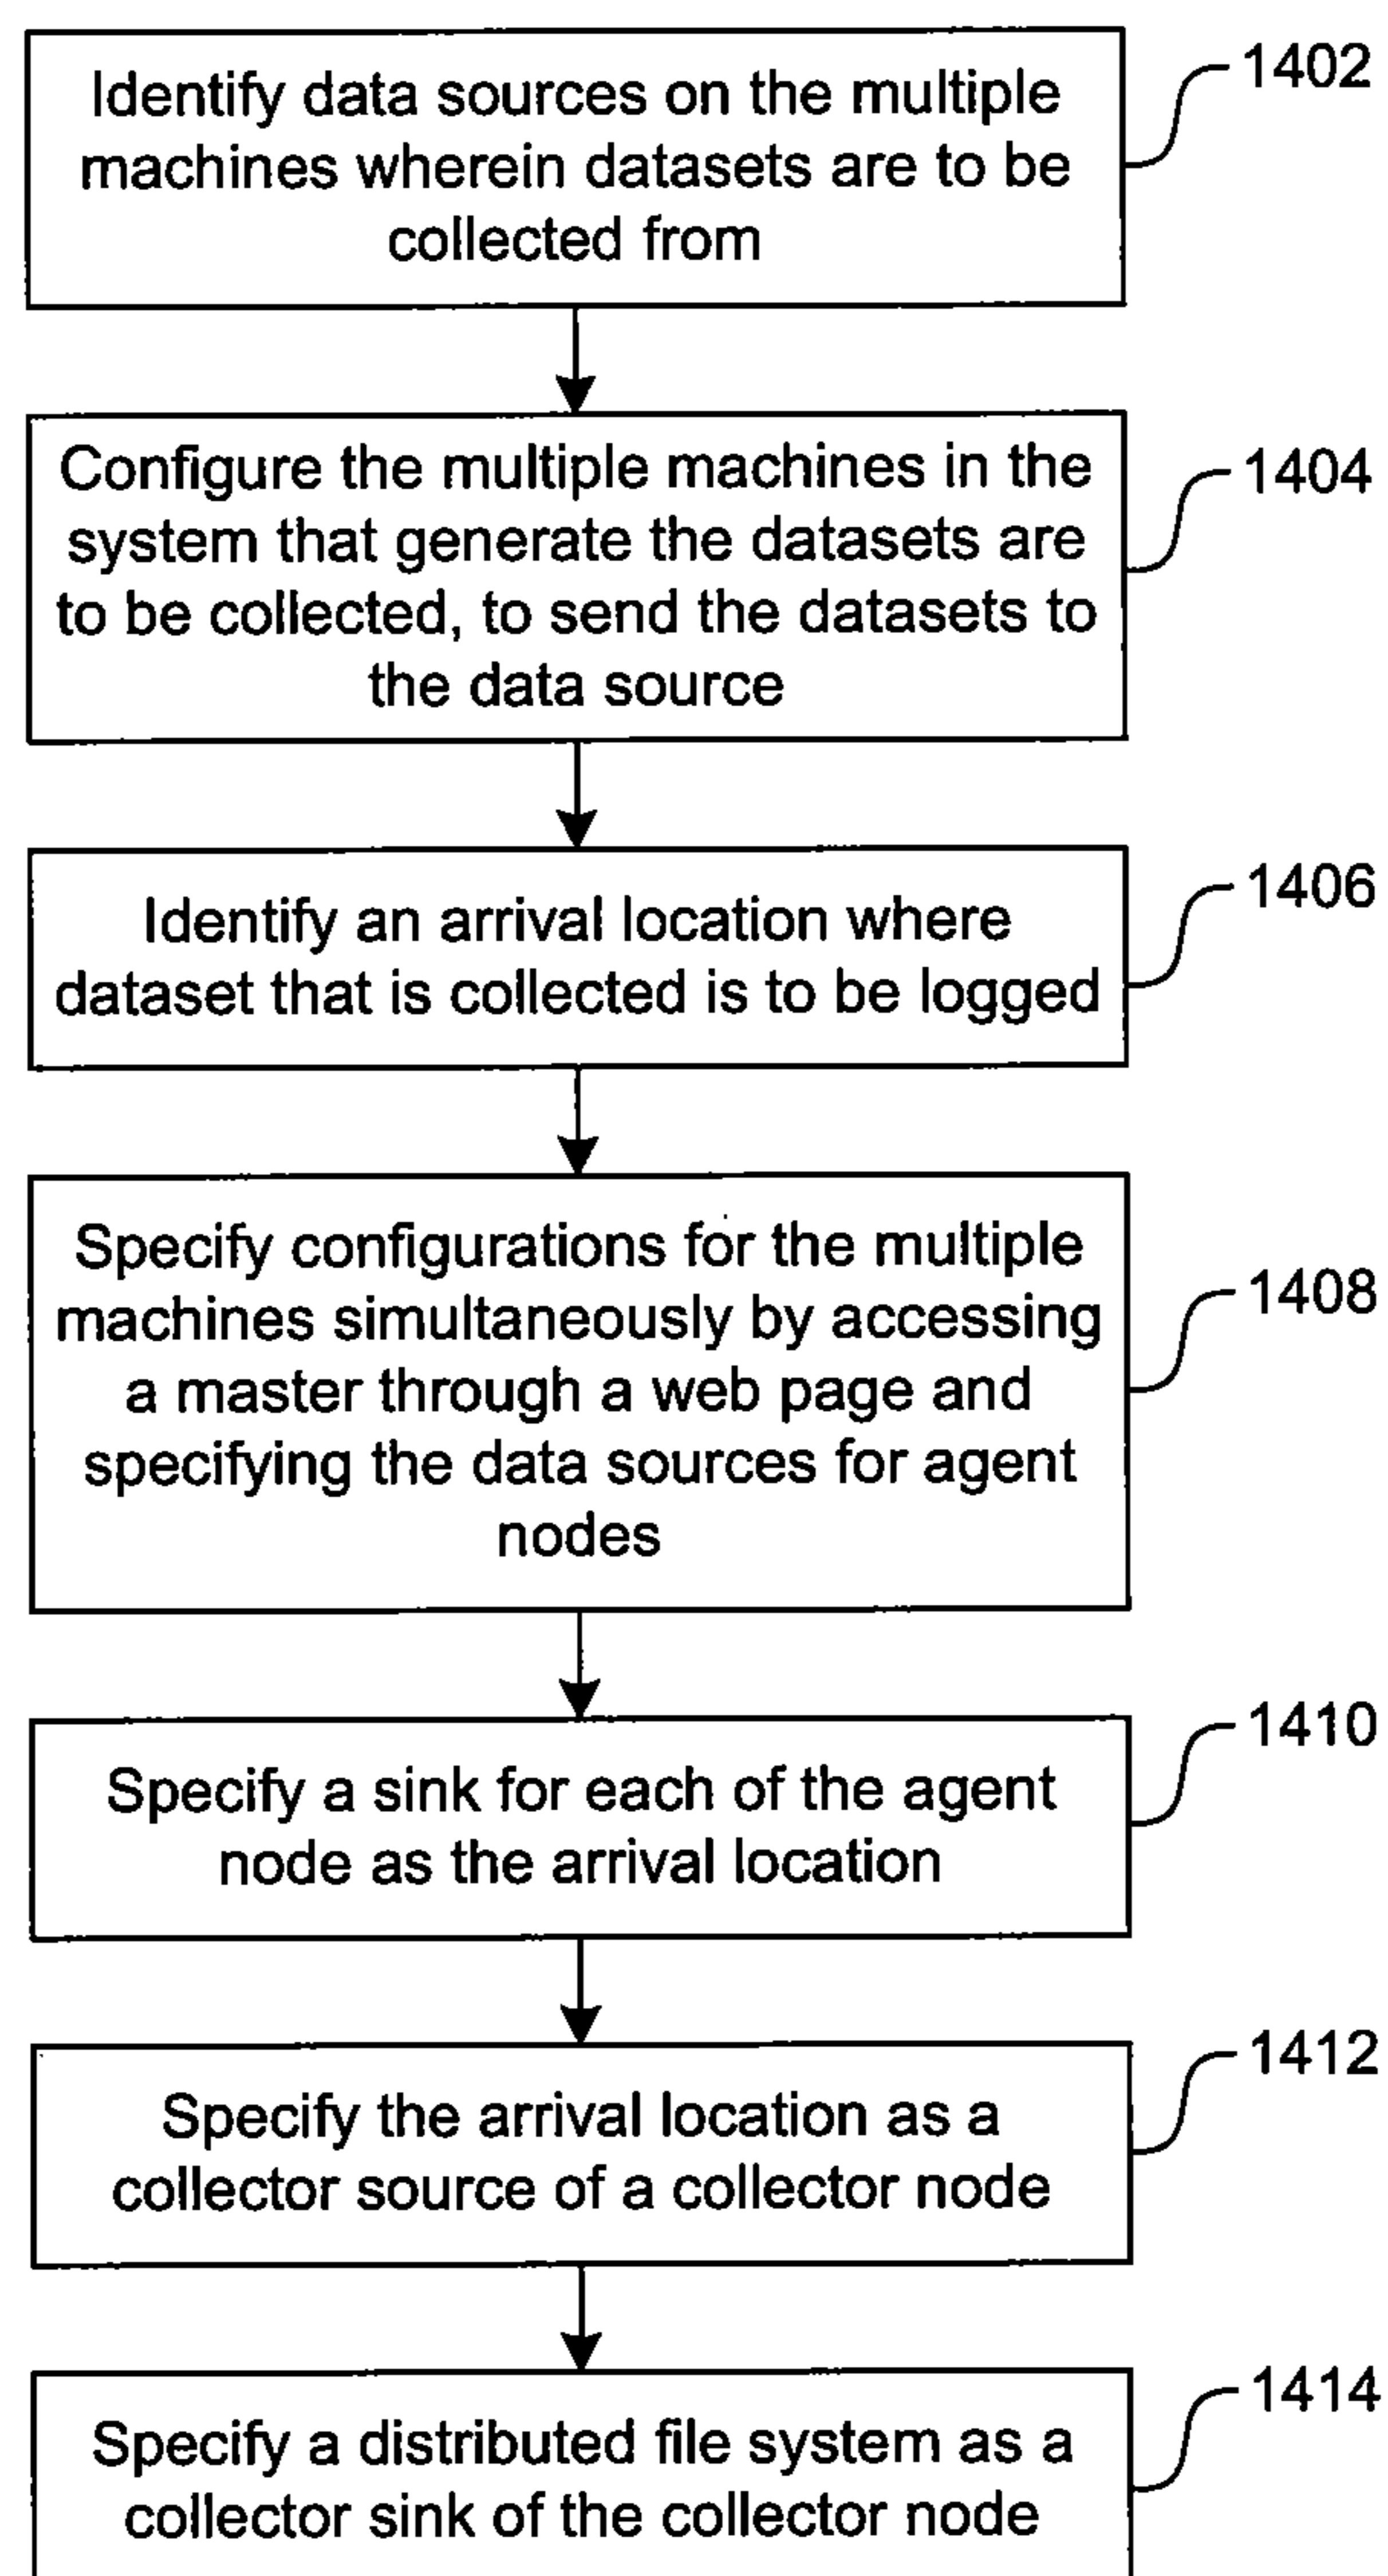 Identify data sources on the multiple
machines wherein datasets are to be
collected from
1402
Configure the multiple machines in the
system that generate the datasets are
to be collected, to send the datasets to
the data source
1404
Identify an arrival location where
dataset that is collected is to be logged
1406
Specify configurations for the multiple
machines simultaneously by accessing
a master through a web page and
specifying the data sources for agent
nodes
1408
Specify a sink for each of the agent
node as the arrival location
1410
Specify the arrival location as a
collector source of a collector node
1412
Specify a distributed file system as a
collector sink of the collector node
1414